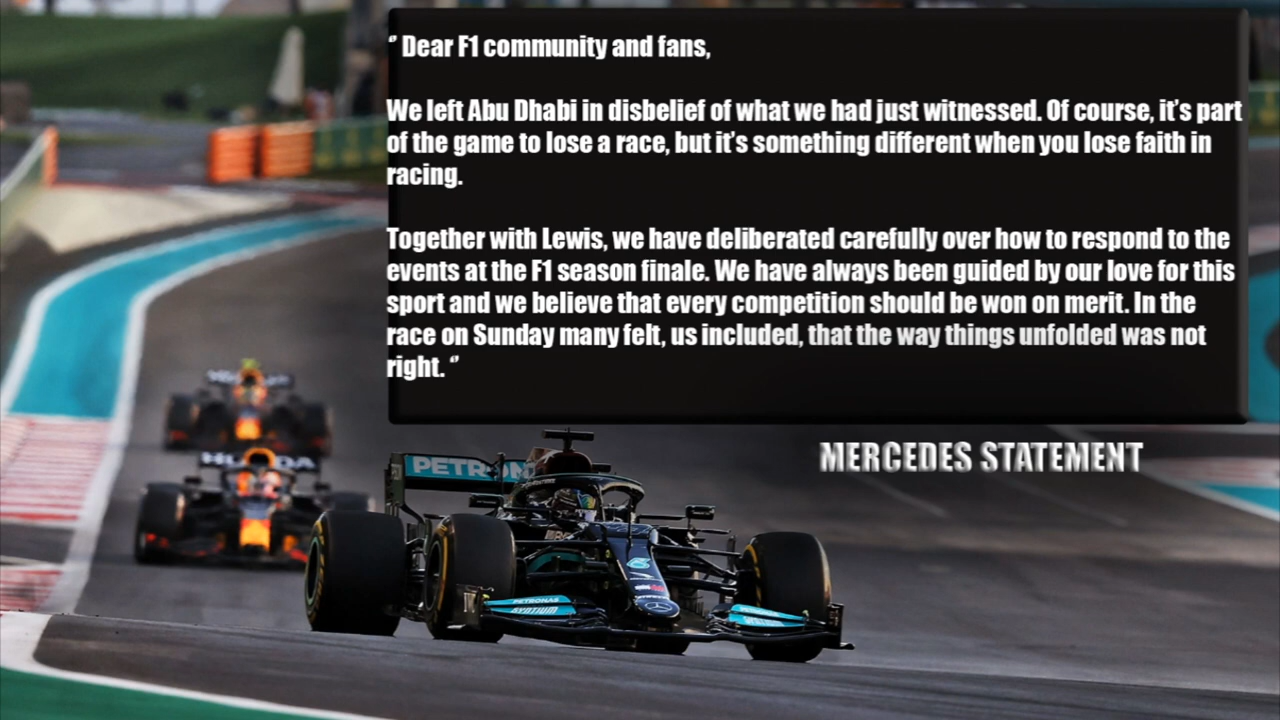 ‘’ Dear F1 community and fans,
We left Abu Dhabi in disbelief of what we had just witnessed. Of course, it’s part
of the game to lose a race, but it’s something different when you lose faith in
racing.
Together with Lewis, we have deliberated carefully over how to respond to the
events at the F1 season finale. We have always been guided by our love for this
sport and we believe that every competition should be won on merit. In the
race on Sunday many felt, us included, that the way things unfolded was not
right. ‘’
MERCEDES STATEMENT
PETRONAS
HONDA
PETRONAS
SYNTIUM